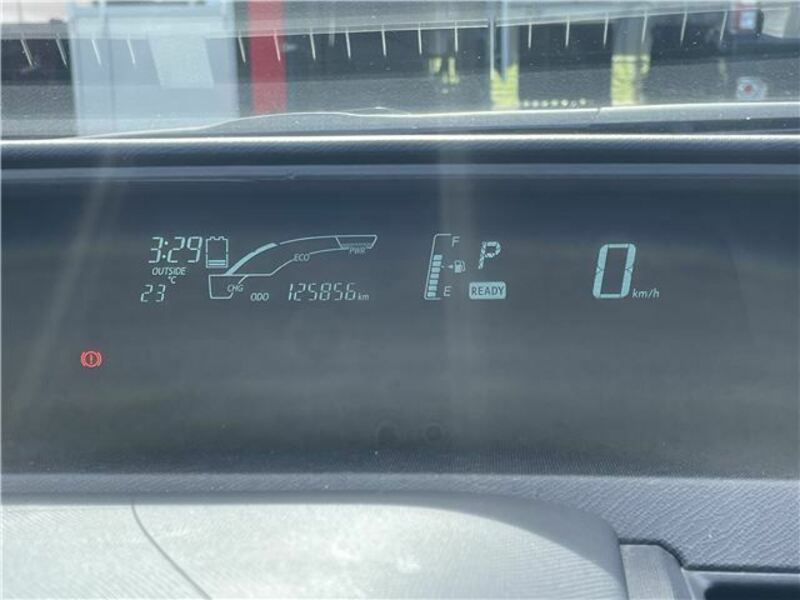 3:29
OUTSIDE
°C
23
PWR
ECO
CHG
ODO 125856 km
F
E
P
READY
0 km/h